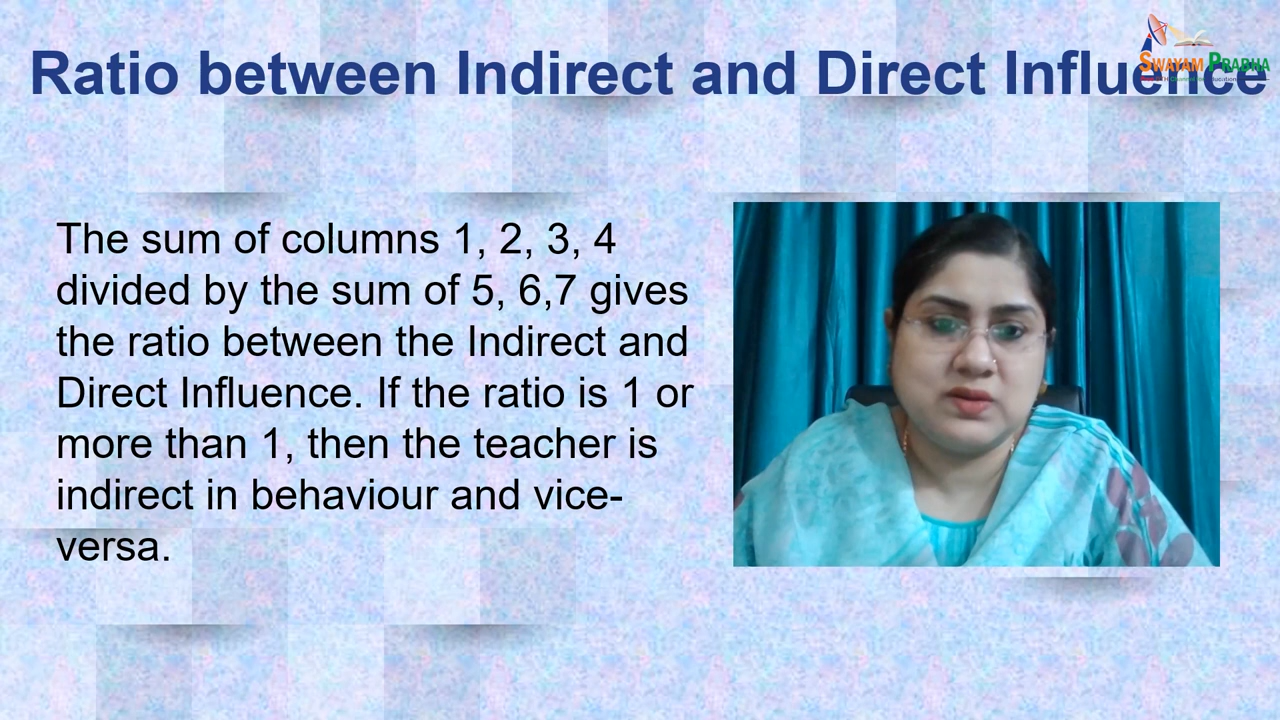 Ratio between Indirect and Direct Influence
SWAYAM PRABHA
The sum of columns 1, 2, 3, 4
divided by the sum of 5, 6,7 gives
the ratio between the Indirect and
Direct Influence. If the ratio is 1 or
more than 1, then the teacher is
indirect in behaviour and vice-
versa.